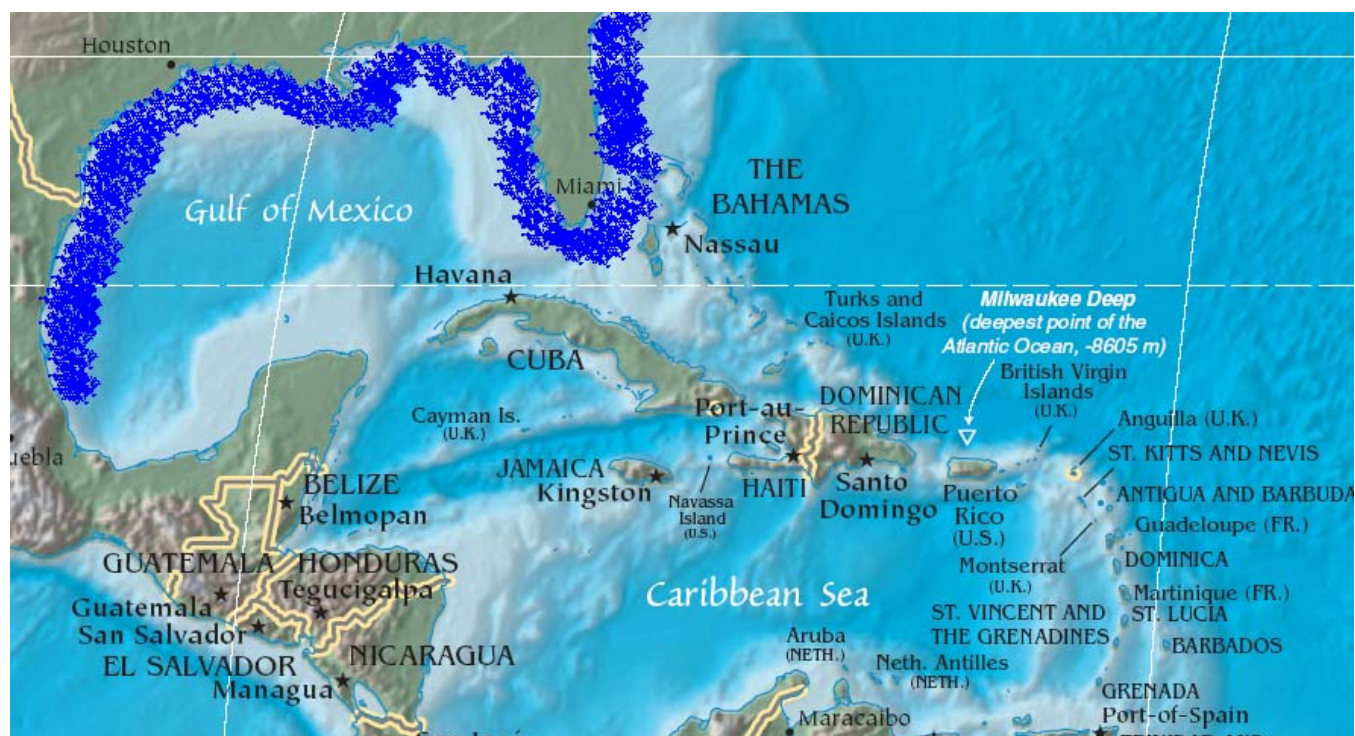 Houston
THE
BAHAMAS
Miami
Gulf of Mexico
Nassau
Havana
Turks and
Caicos Islands
(U.K.)
Milwaukee Deep
(deepest point of the
Atlantic Ocean, -8605 m)
CUBA
British Virgin
Islands
(U.K.)
Cayman Is.
(U.K.)
Port-au-
Prince
DOMINICAN
REPUBLIC
Anguilla (U.K.)
ST. KITTS AND NEVIS
uebla
JAMAICA
Kingston
BELIZE
Belmopan
Navassa
Island
(U.S.)
HAITI
Santo
Domingo
Puerto
Rico
(U.S.)
ANTIGUA AND BARBUDA
Guadeloupe (FR.)
GUATEMALA
HONDURAS
Tegucigalpa
Montserrat
(U.K.)
DOMINICA
Guatemala
San Salvador
Caribbean Sea
Martinique (FR.)
ST. VINCENT AND
THE GRENADINES
ST. LUCIA
EL SALVADOR
NICARAGUA
Managua
Aruba
(NETH.)
Neth. Antilles
(NETH.)
BARBADOS
GRENADA
Port-of-Spain
Maracaibo